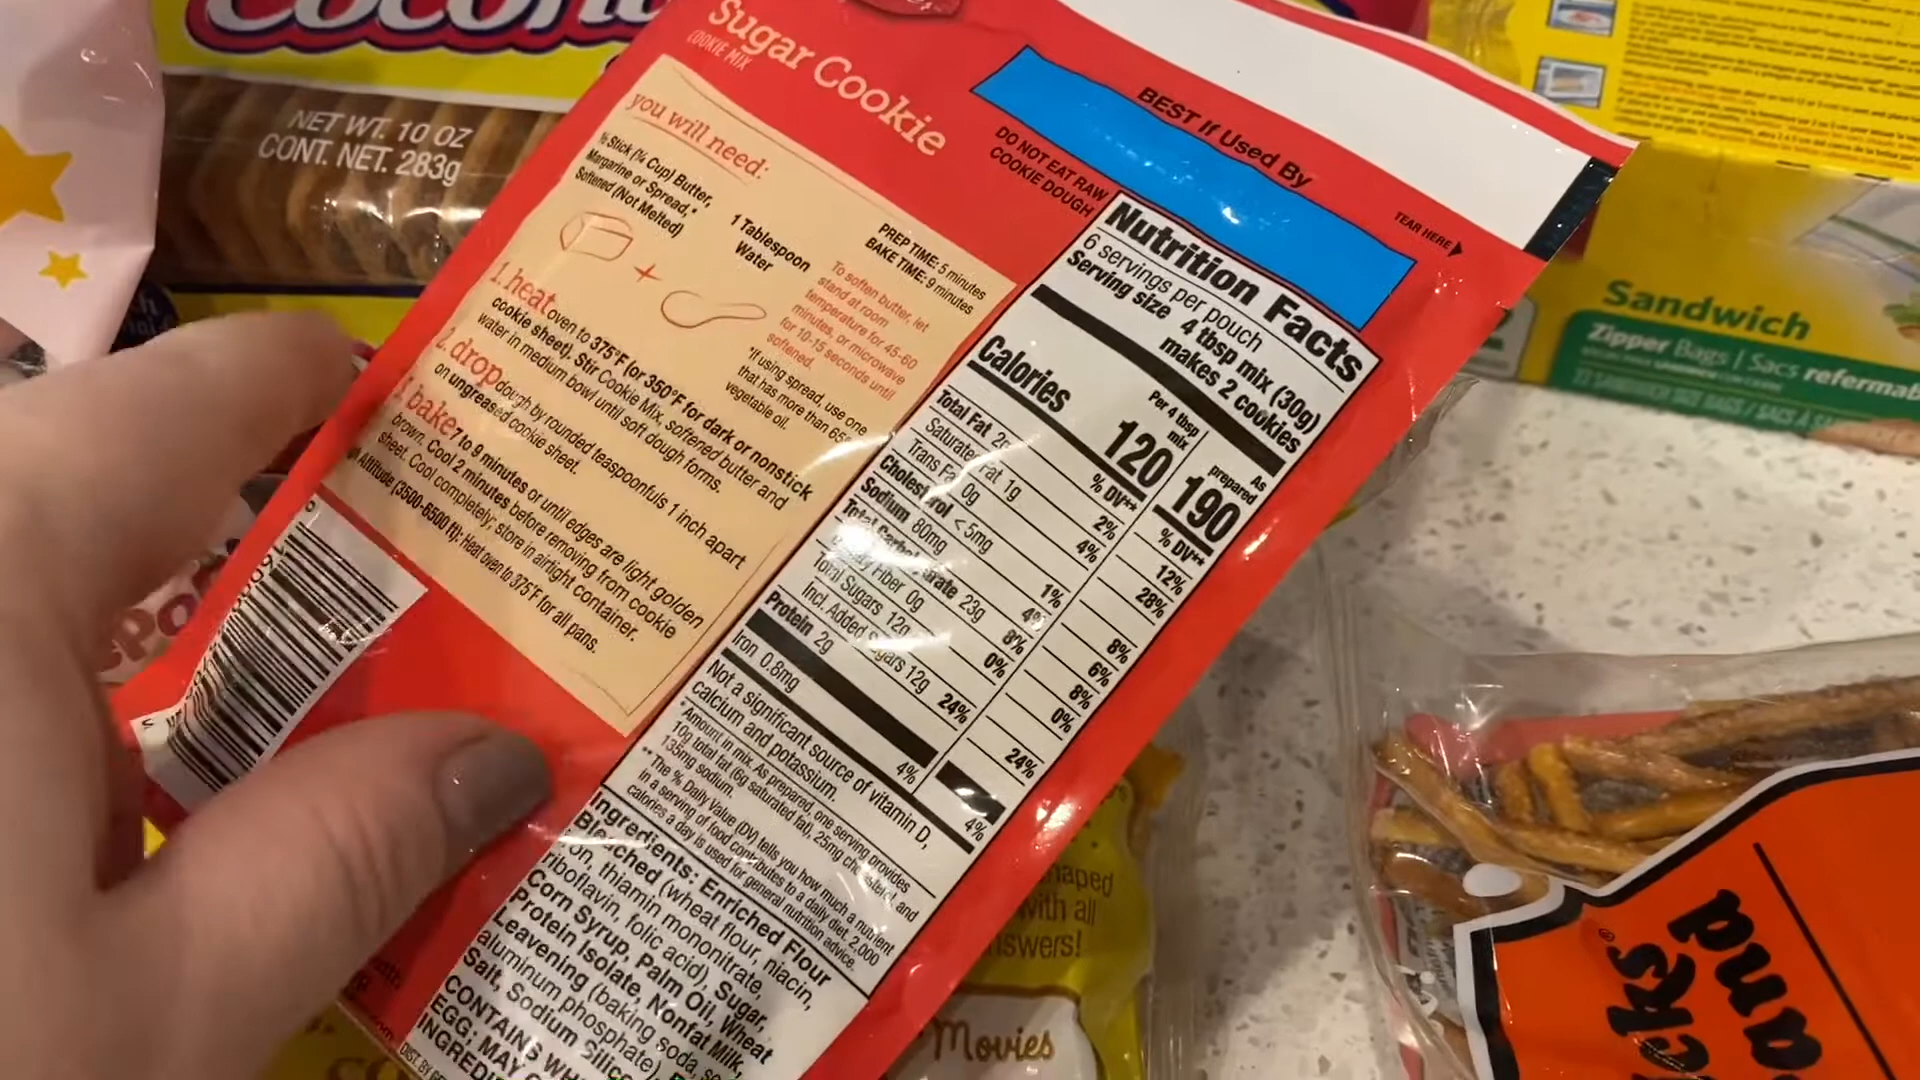 NET WT. 10 OZ
CONT. NET. 283g
Sugar Cookie
COOKIE MIX
you will need:
½ Stick (¼ Cup) Butter,
Margarine or Spread,*
Softened (Not Melted)
1 Tablespoon
Water
PREP TIME: 5 minutes
BAKE TIME: 9 minutes
To soften butter, let
stand at room
temperature for 45-60
minutes, or microwave
for 10-15 seconds until
softened.
*If using spread, use one
that has more than 65%
vegetable oil.
1. heat oven to 375°F (or 350°F for dark or nonstick
cookie sheet). Stir Cookie Mix, softened butter and
water in medium bowl until soft dough forms.
2. drop dough by rounded teaspoonfuls 1 inch apart
on ungreased cookie sheet.
3. bake 7 to 9 minutes or until edges are light golden
brown. Cool 2 minutes before removing from cookie
sheet. Cool completely; store in airtight container.
Altitude (3500-6500 ft): Heat oven to 375°F for all pans.
BEST If Used By
DO NOT EAT RAW
COOKIE DOUGH
TEAR HERE
Nutrition Facts
6 servings per pouch
Serving size 4 tbsp mix (30g)
makes 2 cookies
Per 4 tbsp
mix
As
prepared
Calories 120 190
% DV** % DV**
Total Fat 2g 2% 12%
Saturated Fat 1g 4% 28%
Trans Fat 0g
Cholesterol <5mg 1% 8%
Sodium 80mg 4% 6%
Total Carbohydrate 23g 8% 8%
Dietary Fiber 0g 0% 0%
Total Sugars 12g
Incl. Added Sugars 12g 24% 24%
Protein 2g
Iron 0.8mg 4% 4%
Not a significant source of vitamin D,
calcium and potassium.
*Amount in mix. As prepared, one serving provides
10g total fat (6g saturated fat), 25mg cholesterol and
135mg sodium.
**The % Daily Value (DV) tells you how much a nutrient
in a serving of food contributes to a daily diet. 2,000
calories a day is used for general nutrition advice.
Ingredients: Enriched Flour
Bleached (wheat flour, niacin,
iron, thiamin mononitrate,
riboflavin, folic acid), Sugar,
Corn Syrup, Palm Oil, Wheat
Protein Isolate, Nonfat Milk,
Leavening (baking soda,
aluminum phosphate),
Salt, Sodium
CONTAINS
EGG; MAY
DIST. BY
Sandwich
Zipper Bags | Sacs
with all
Movies